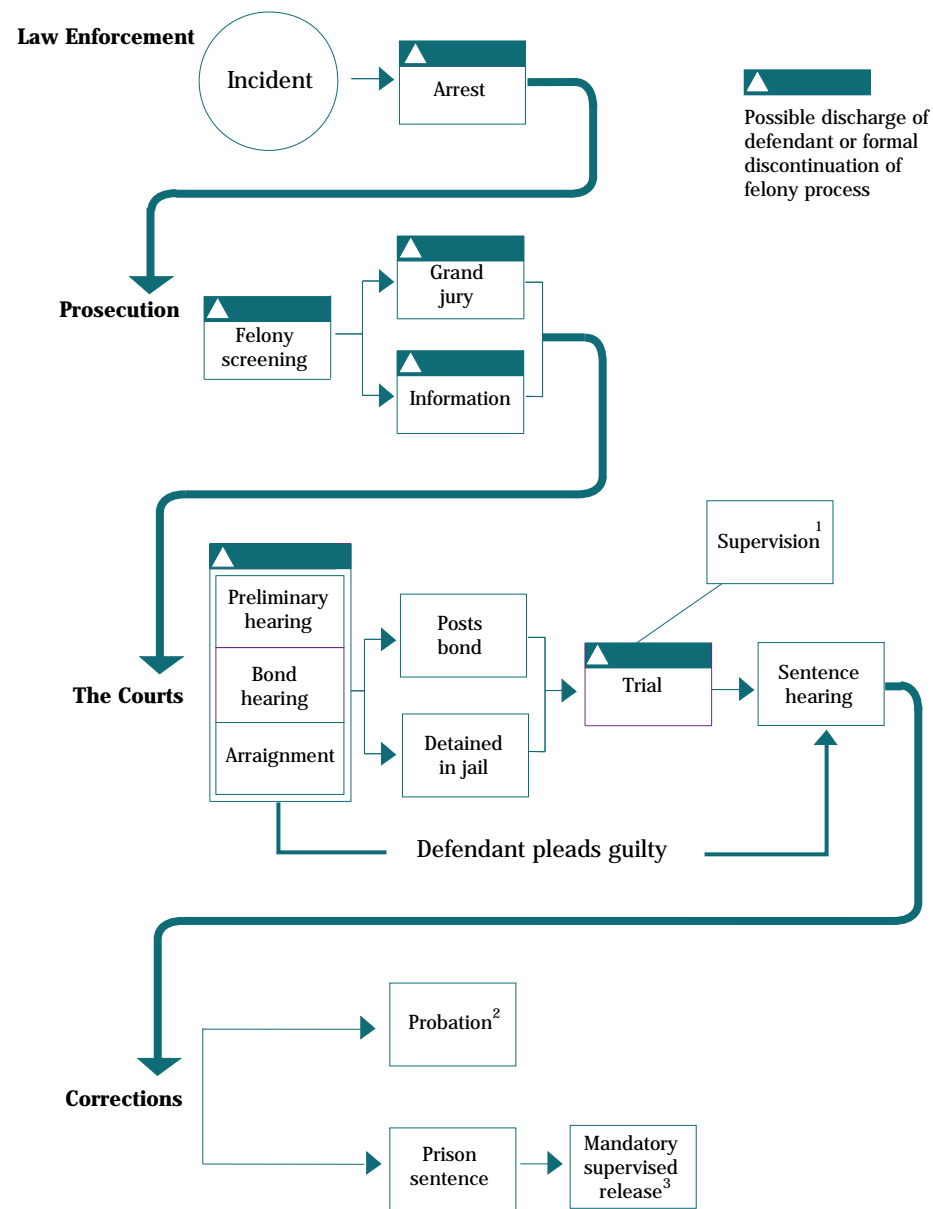 Law Enforcement
Incident
Arrest
Possible discharge of
defendant or formal
discontinuation of
felony process
Prosecution
Felony
screening
Grand
jury
Information
Supervision¹
The Courts
Preliminary
hearing
Bond
hearing
Arraignment
Posts
bond
Detained
in jail
Trial
Sentence
hearing
Defendant pleads guilty
Corrections
Probation²
Prison
sentence
Mandatory
supervised
release³